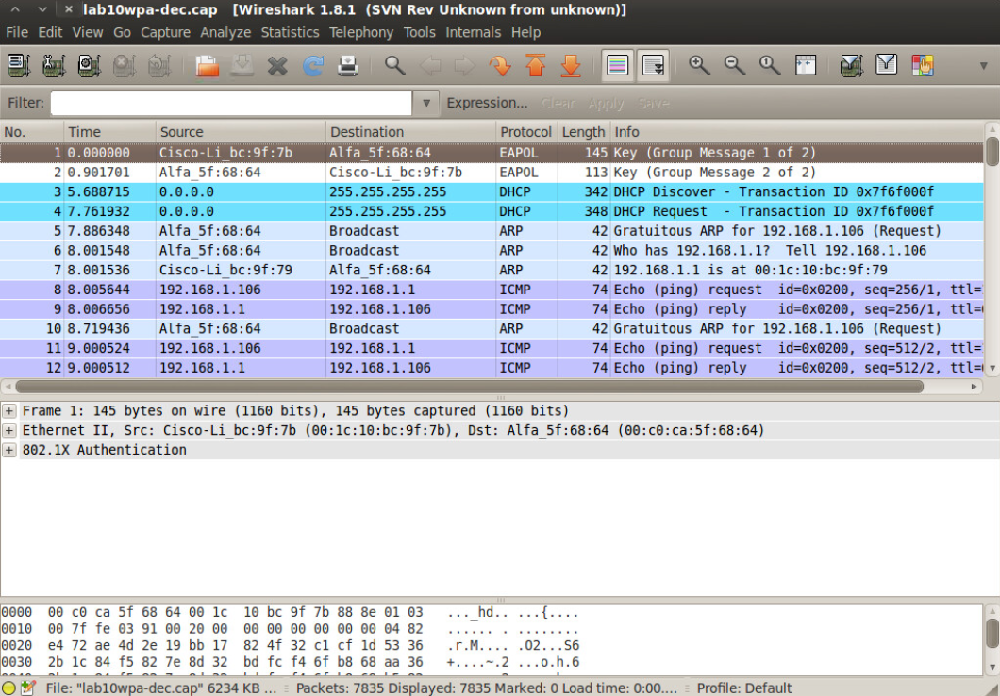 lab10wpa-dec.cap   [Wireshark 1.8.1  (SVN Rev Unknown from unknown)]
File Edit View Go Capture Analyze Statistics Telephony Tools Internals Help
Filter: Expression... Clear Apply Save
No. Time Source Destination Protocol Length Info
1 0.000000 Cisco-Li_bc:9f:7b Alfa_5f:68:64 EAPOL 145 Key (Group Message 1 of 2)
2 0.901701 Alfa_5f:68:64 Cisco-Li_bc:9f:7b EAPOL 113 Key (Group Message 2 of 2)
3 5.688715 0.0.0.0 255.255.255.255 DHCP 342 DHCP Discover - Transaction ID 0x7f6f000f
4 7.761932 0.0.0.0 255.255.255.255 DHCP 348 DHCP Request  - Transaction ID 0x7f6f000f
5 7.886348 Alfa_5f:68:64 Broadcast ARP 42 Gratuitous ARP for 192.168.1.106 (Request)
6 8.001548 Alfa_5f:68:64 Broadcast ARP 42 Who has 192.168.1.1?  Tell 192.168.1.106
7 8.001536 Cisco-Li_bc:9f:79 Alfa_5f:68:64 ARP 42 192.168.1.1 is at 00:1c:10:bc:9f:79
8 8.005644 192.168.1.106 192.168.1.1 ICMP 74 Echo (ping) request  id=0x0200, seq=256/1, ttl=
9 8.006656 192.168.1.1 192.168.1.106 ICMP 74 Echo (ping) reply    id=0x0200, seq=256/1, ttl=
10 8.719436 Alfa_5f:68:64 Broadcast ARP 42 Gratuitous ARP for 192.168.1.106 (Request)
11 9.000524 192.168.1.106 192.168.1.1 ICMP 74 Echo (ping) request  id=0x0200, seq=512/2, ttl=
12 9.000512 192.168.1.1 192.168.1.106 ICMP 74 Echo (ping) reply    id=0x0200, seq=512/2, ttl=
Frame 1: 145 bytes on wire (1160 bits), 145 bytes captured (1160 bits)
Ethernet II, Src: Cisco-Li_bc:9f:7b (00:1c:10:bc:9f:7b), Dst: Alfa_5f:68:64 (00:c0:ca:5f:68:64)
802.1X Authentication
0000  00 c0 ca 5f 68 64 00 1c  10 bc 9f 7b 88 8e 01 03   ..._hd.. ...{....
0010  00 7f fe 03 91 00 20 00  00 00 00 00 00 00 04 82   ...... . ........
0020  e4 72 ae 4d 2e 19 bb 17  82 4f 32 c1 cf 1d 53 36   .r.M.... .O2...S6
0030  2b 1c 84 f5 82 7e 8d 32  bd fc f4 6f b8 68 aa 36   +....~.2 ...o.h.6
File: "lab10wpa-dec.cap" 6234 KB ... Packets: 7835 Displayed: 7835 Marked: 0 Load time: 0:00.... Profile: Default